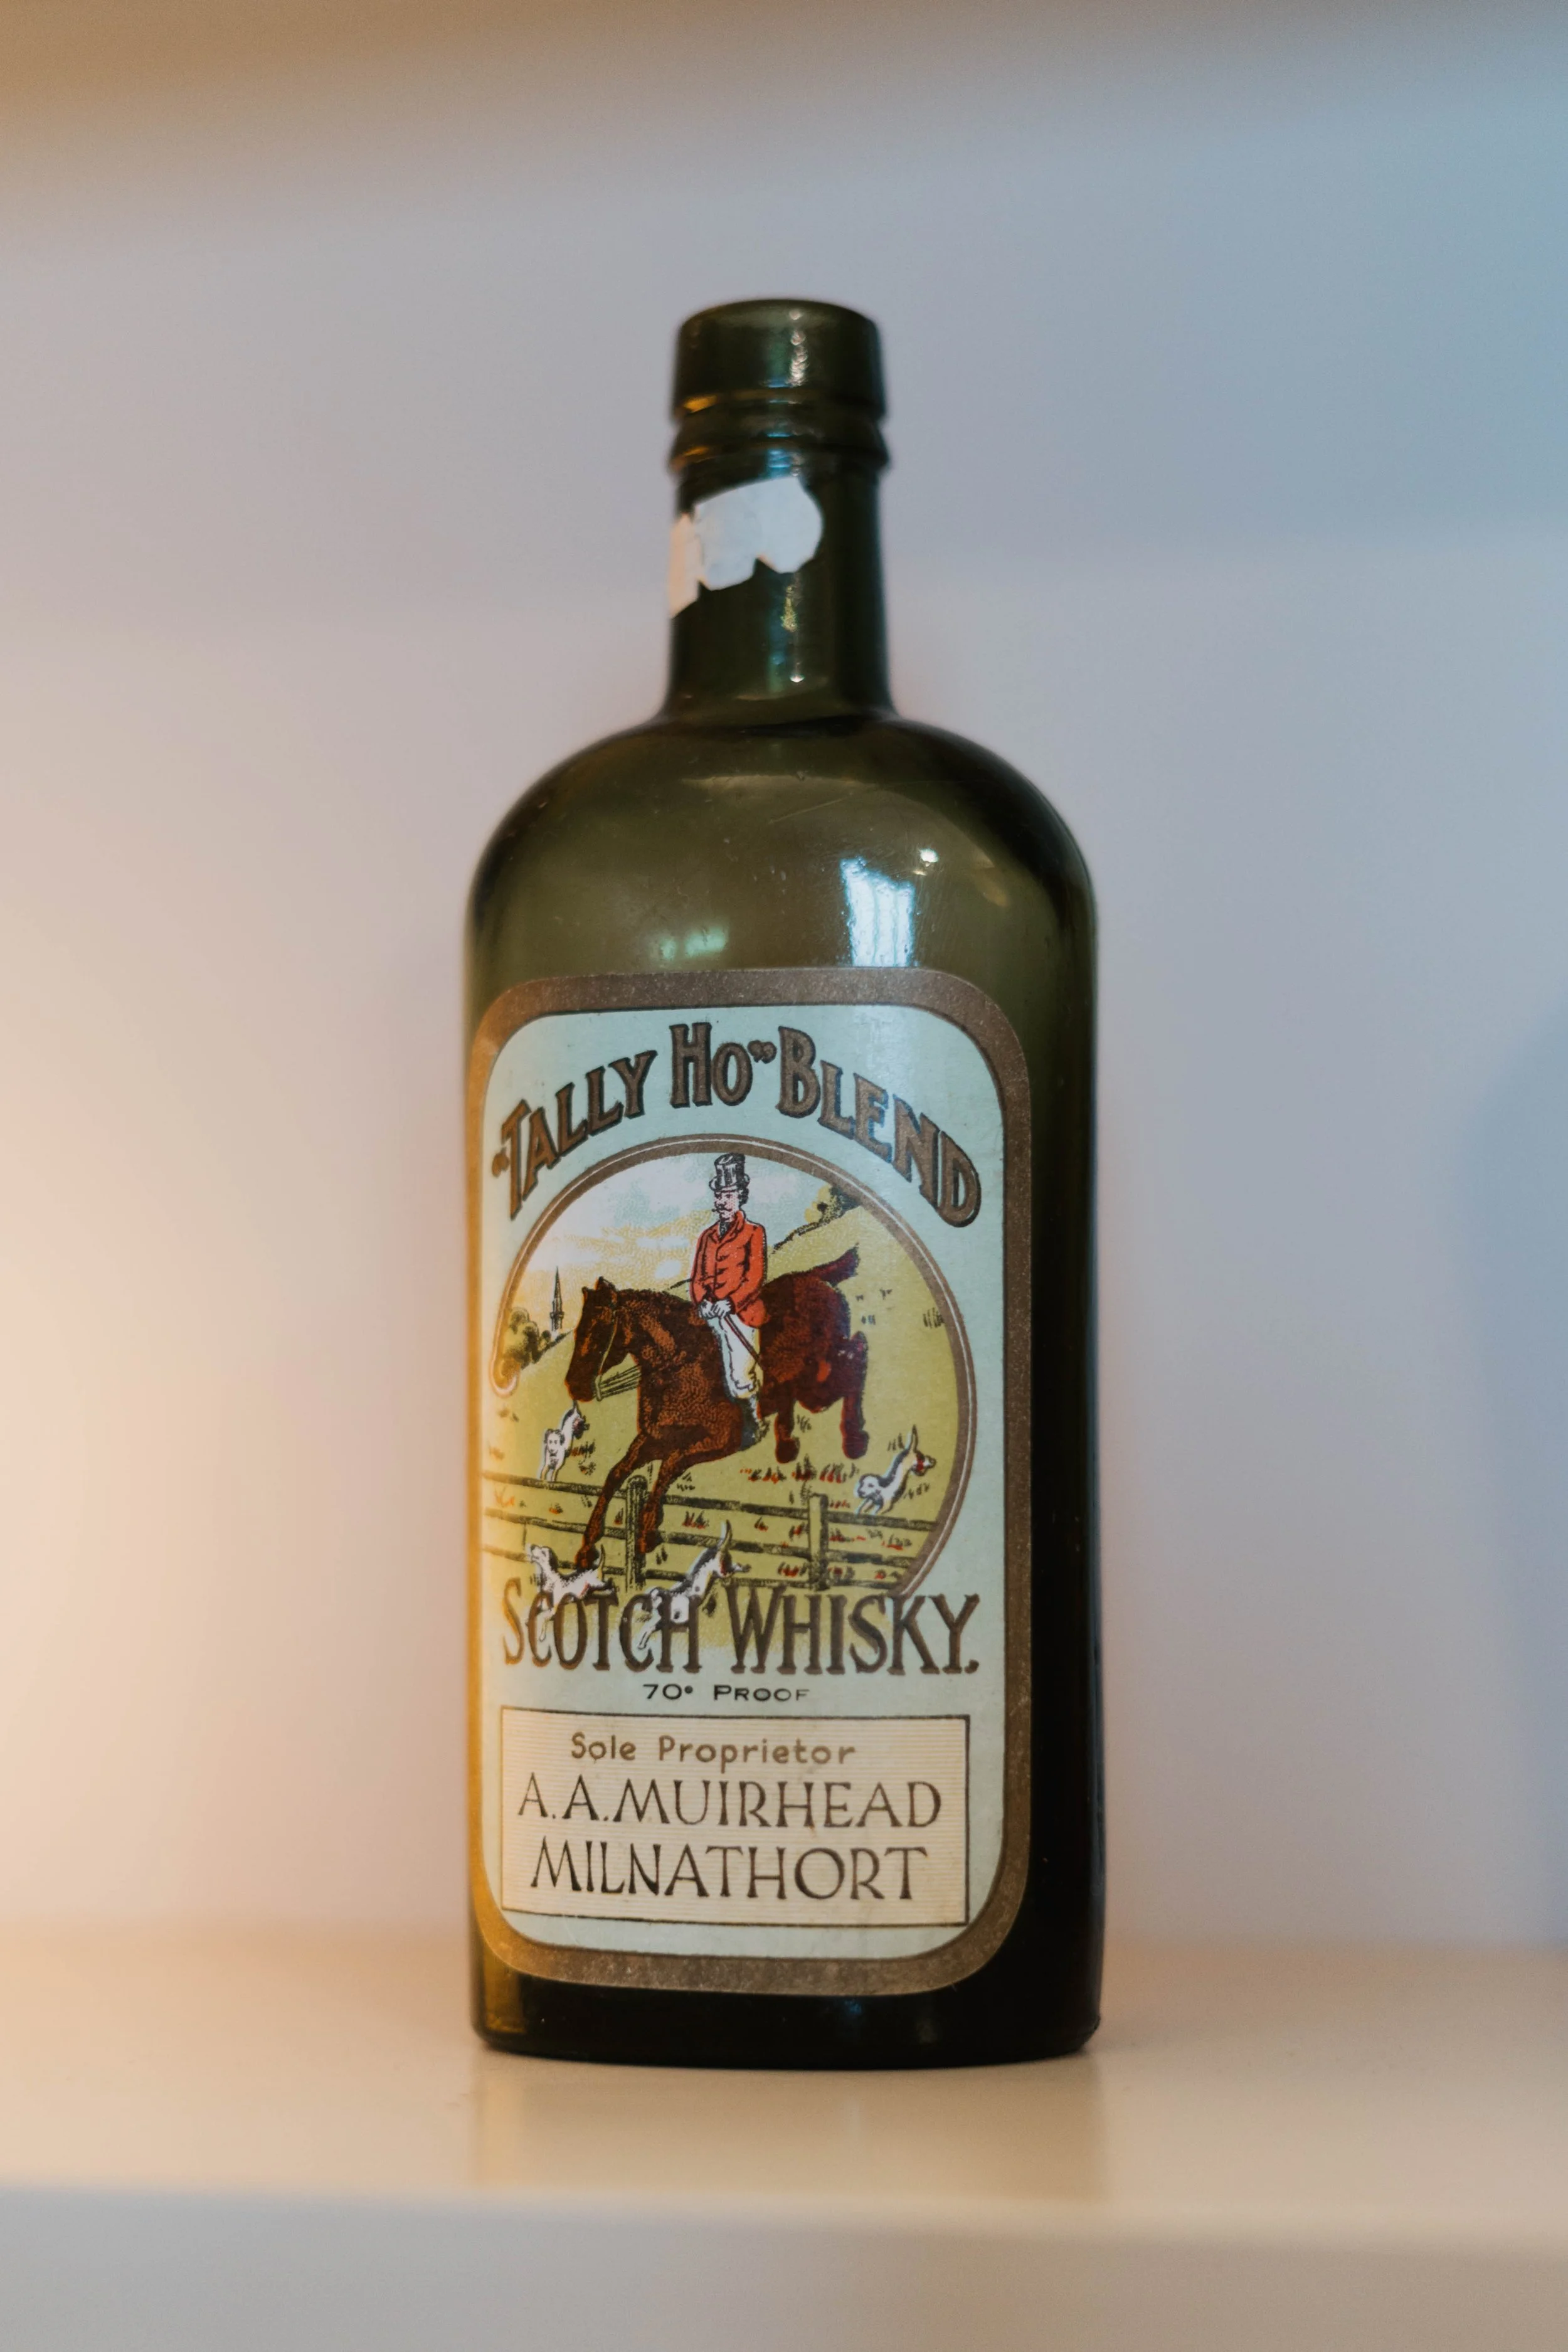 “TALLY HO” BLEND
SCOTCH WHISKY.
70° PROOF
Sole Proprietor
A. A. MUIRHEAD
MILNATHORT